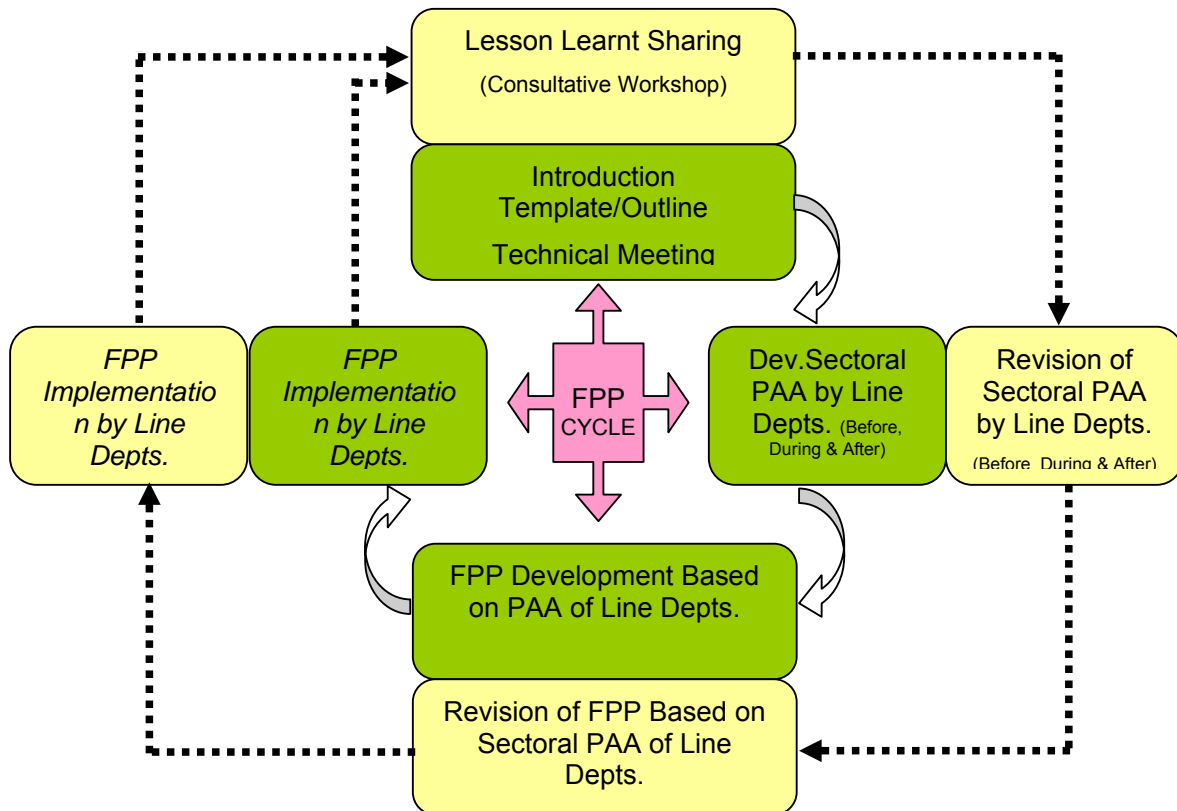 Lesson Learnt Sharing
(Consultative Workshop)
Introduction
Template/Outline
Technical Meeting
FPP
Implementatio
n by Line
Depts.
FPP
Implementatio
n by Line
Depts.
FPP
CYCLE
Dev.Sectoral
PAA by Line
Depts. (Before,
During & After)
Revision of
Sectoral PAA
by Line Depts.
(Before, During & After)
FPP Development Based
on PAA of Line Depts.
Revision of FPP Based on
Sectoral PAA of Line
Depts.